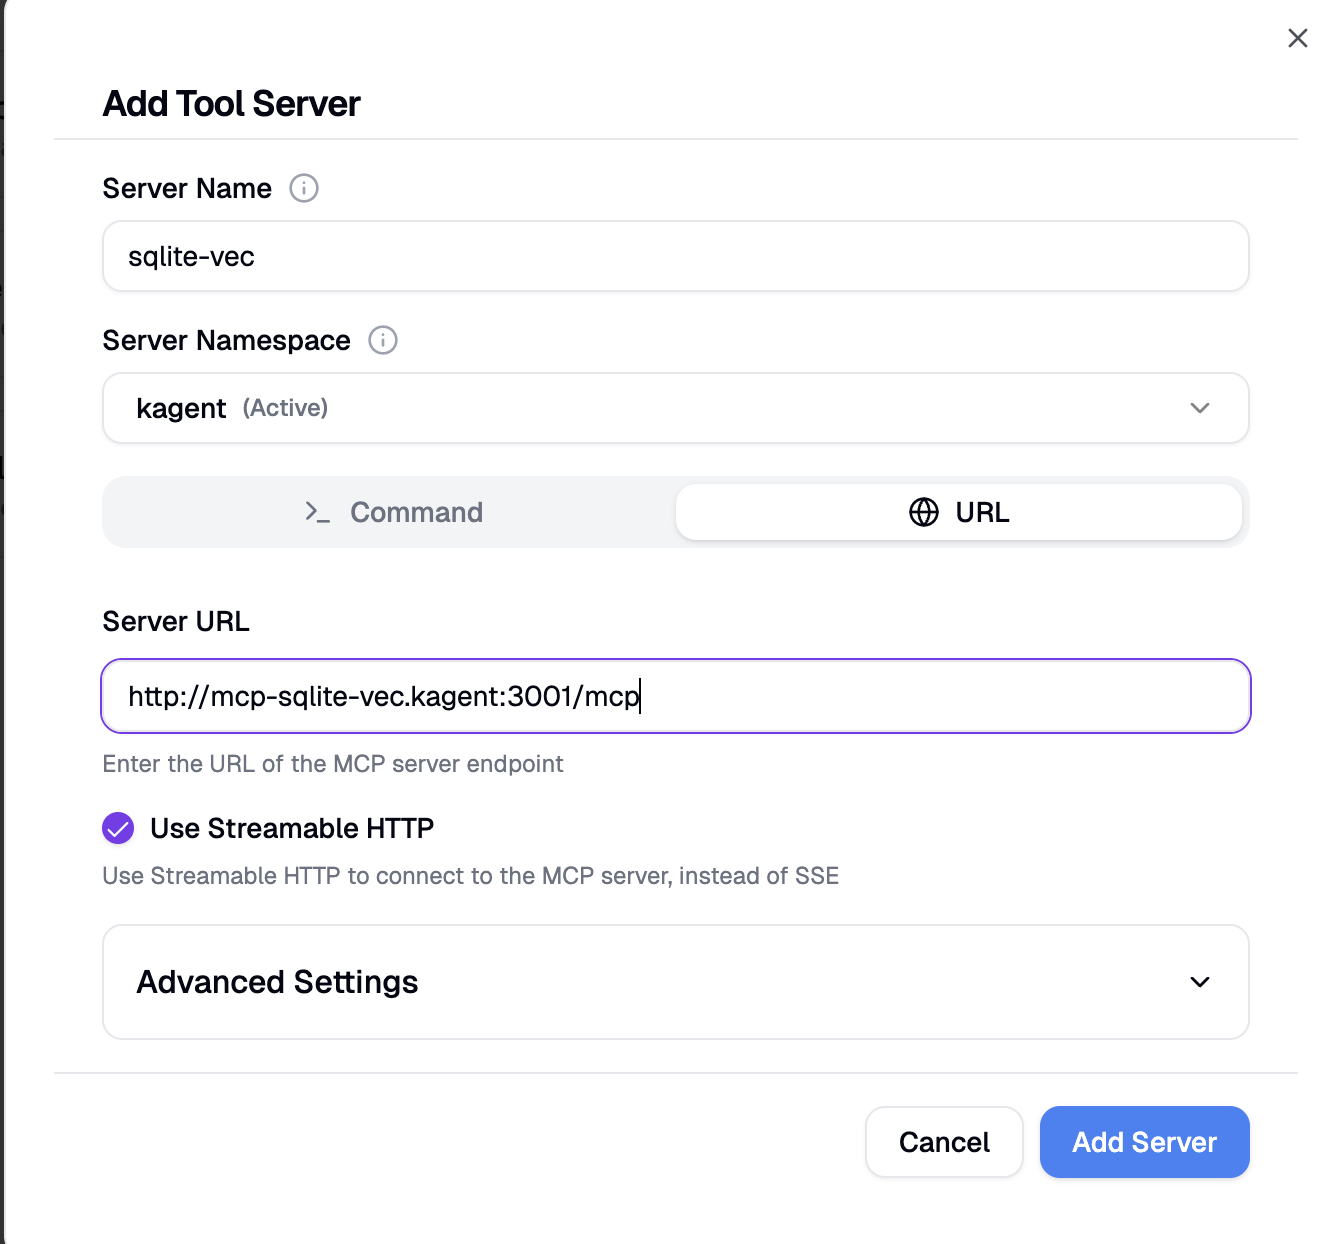 Add Tool Server
Server Name
sqlite-vec
Server Namespace
kagent (Active)
Command
URL
Server URL
http://mcp-sqlite-vec.kagent:3001/mcp
Enter the URL of the MCP server endpoint
Use Streamable HTTP
Use Streamable HTTP to connect to the MCP server, instead of SSE
Advanced Settings
Cancel
Add Server